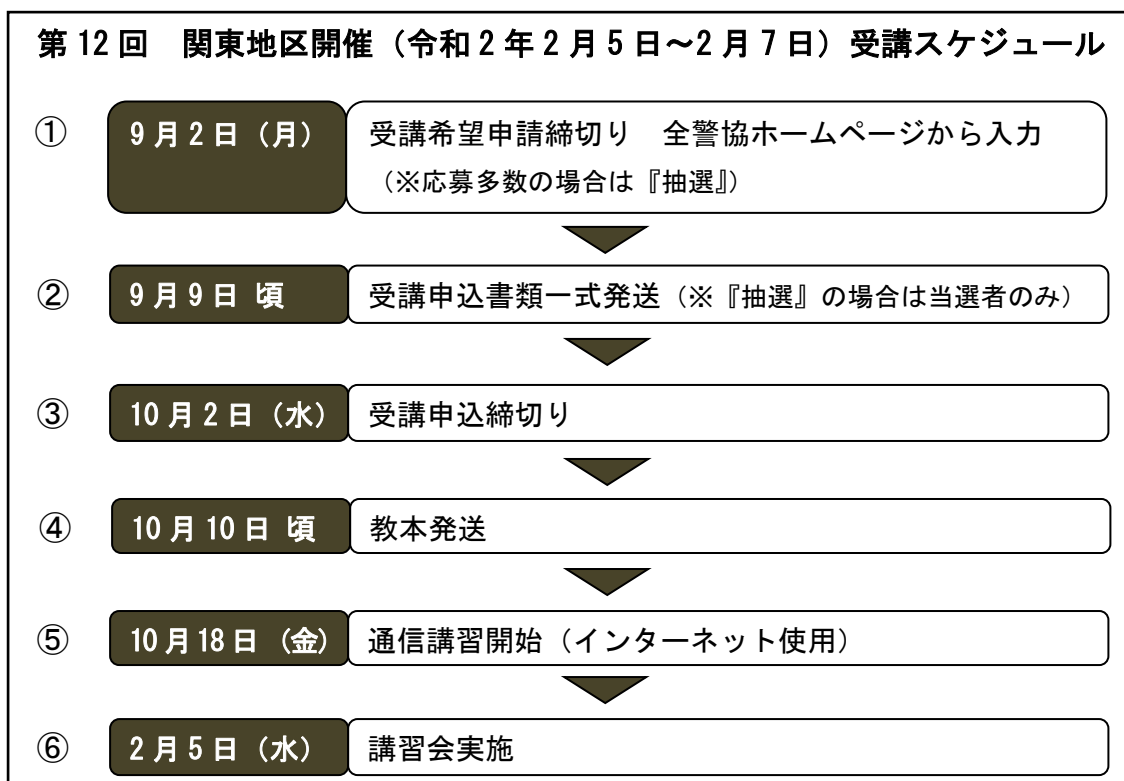 第12回 関東地区開催（令和2年2月5日～2月7日）受講スケジュール
① 9月2日（月） 受講希望申請締切り 全警協ホームページから入力
（※応募多数の場合は『抽選』）
② 9月9日 頃 受講申込書類一式発送（※『抽選』の場合は当選者のみ）
③ 10月2日（水） 受講申込締切り
④ 10月10日 頃 教本発送
⑤ 10月18日（金） 通信講習開始（インターネット使用）
⑥ 2月5日（水） 講習会実施